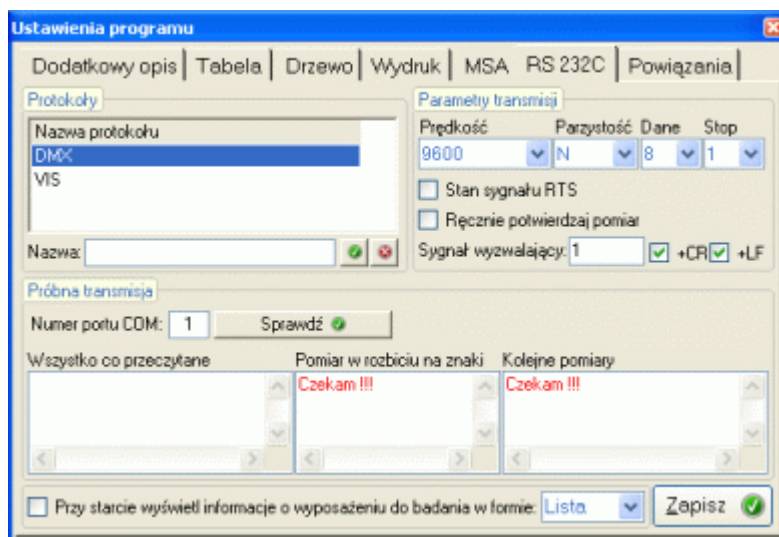 Ustawienia programu
Dodatkowy opis Tabela Drzewo Wydruk MSA RS 232C Powiązania
Protokoły
Nazwa protokołu
DMX
VIS
Nazwa:
Parametry transmisji
Prędkość Parzystość Dane Stop
9600 N 8 1
Stan sygnału RTS
Ręcznie potwierdzaj pomiar
Sygnał wyzwalający: 1 +CR +LF
Próbna transmisja
Numer portu COM: 1 Sprawdź
Wszystko co przeczytane Pomiar w rozbiciu na znaki Kolejne pomiary
Czekam !!! Czekam !!!
Przy starcie wyświetl informacje o wyposażeniu do badania w formie: Lista Zapisz